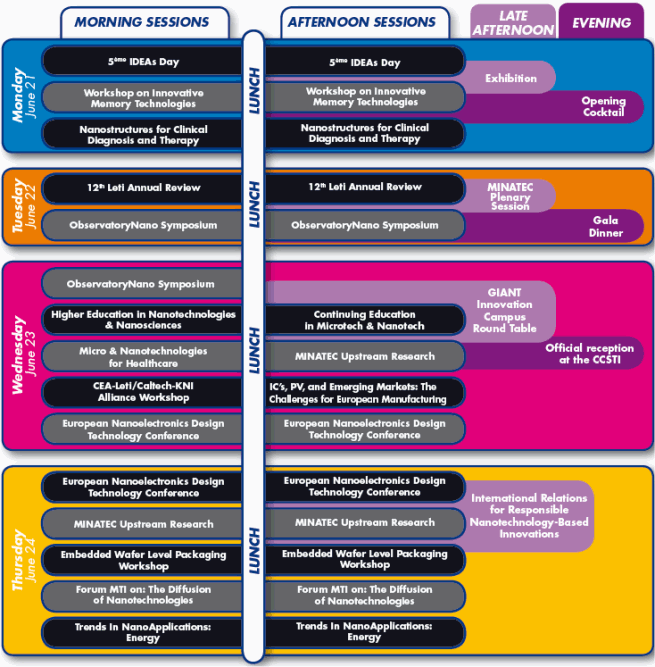 MORNING SESSIONS
AFTERNOON SESSIONS
LATE
AFTERNOON
EVENING
Monday
June 21
5ème IDEAs Day
Workshop on Innovative
Memory Technologies
Nanostructures for Clinical
Diagnosis and Therapy
LUNCH
5ème IDEAs Day
Workshop on Innovative
Memory Technologies
Nanostructures for Clinical
Diagnosis and Therapy
Exhibition
Opening
Cocktail
Tuesday
June 22
12th Leti Annual Review
ObservatoryNano Symposium
LUNCH
12th Leti Annual Review
ObservatoryNano Symposium
MINATEC
Plenary
Session
Gala
Dinner
Wednesday
June 23
ObservatoryNano Symposium
Higher Education in Nanotechnologies
& Nanosciences
Micro & Nanotechnologies
for Healthcare
CEA-Leti/Caltech-KNI
Alliance Workshop
European Nanoelectronics Design
Technology Conference
LUNCH
Continuing Education
in Microtech & Nanotech
MINATEC Upstream Research
IC's, PV, and Emerging Markets: The
Challenges for European Manufacturing
European Nanoelectronics Design
Technology Conference
GIANT
Innovation
Campus
Round Table
Official reception
at the CCSTI
Thursday
June 24
European Nanoelectronics Design
Technology Conference
MINATEC Upstream Research
Embedded Wafer Level Packaging
Workshop
Forum MTI on: The Diffusion
of Nanotechnologies
Trends In NanoApplications:
Energy
LUNCH
European Nanoelectronics Design
Technology Conference
MINATEC Upstream Research
Embedded Wafer Level Packaging
Workshop
Forum MTI on: The Diffusion
of Nanotechnologies
Trends In NanoApplications:
Energy
International Relations
for Responsible
Nanotechnology-Based
Innovations